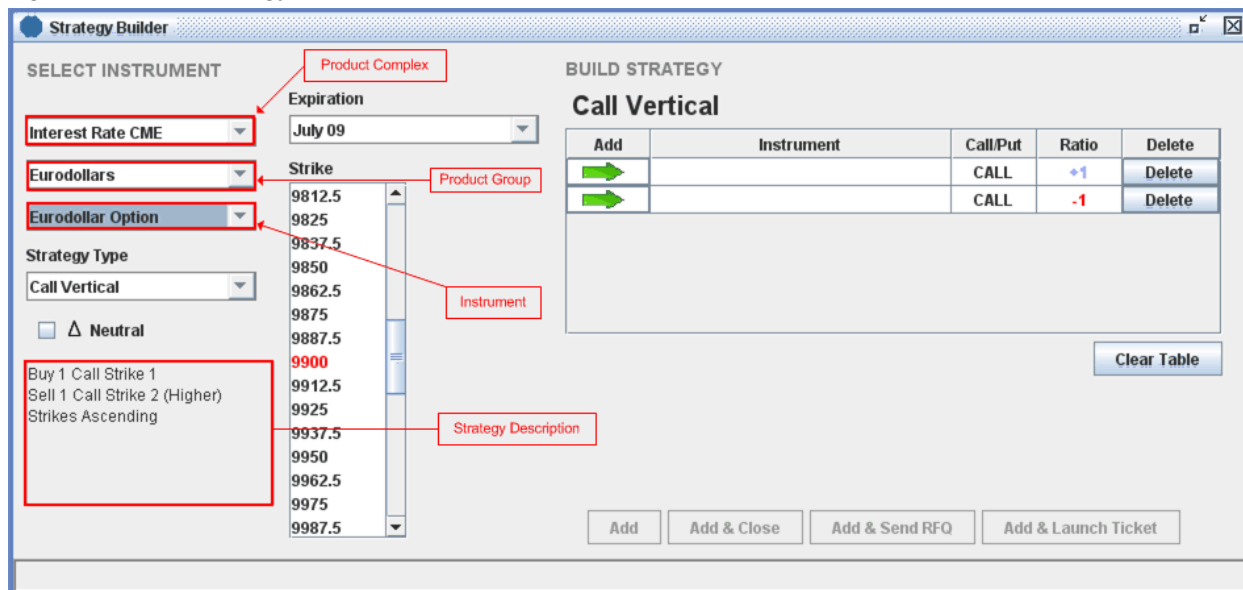 Strategy Builder
SELECT INSTRUMENT
Product Complex
Interest Rate CME
Eurodollars
Product Group
Eurodollar Option
Strategy Type
Call Vertical
Instrument
Δ Neutral
Buy 1 Call Strike 1
Sell 1 Call Strike 2 (Higher)
Strikes Ascending
Strategy Description
Expiration
July 09
Strike
9812.5
9825
9837.5
9850
9862.5
9875
9887.5
9900
9912.5
9925
9937.5
9950
9962.5
9975
9987.5
BUILD STRATEGY
Call Vertical
Add Instrument Call/Put Ratio Delete
CALL +1 Delete
CALL -1 Delete
Clear Table
Add Add & Close Add & Send RFQ Add & Launch Ticket